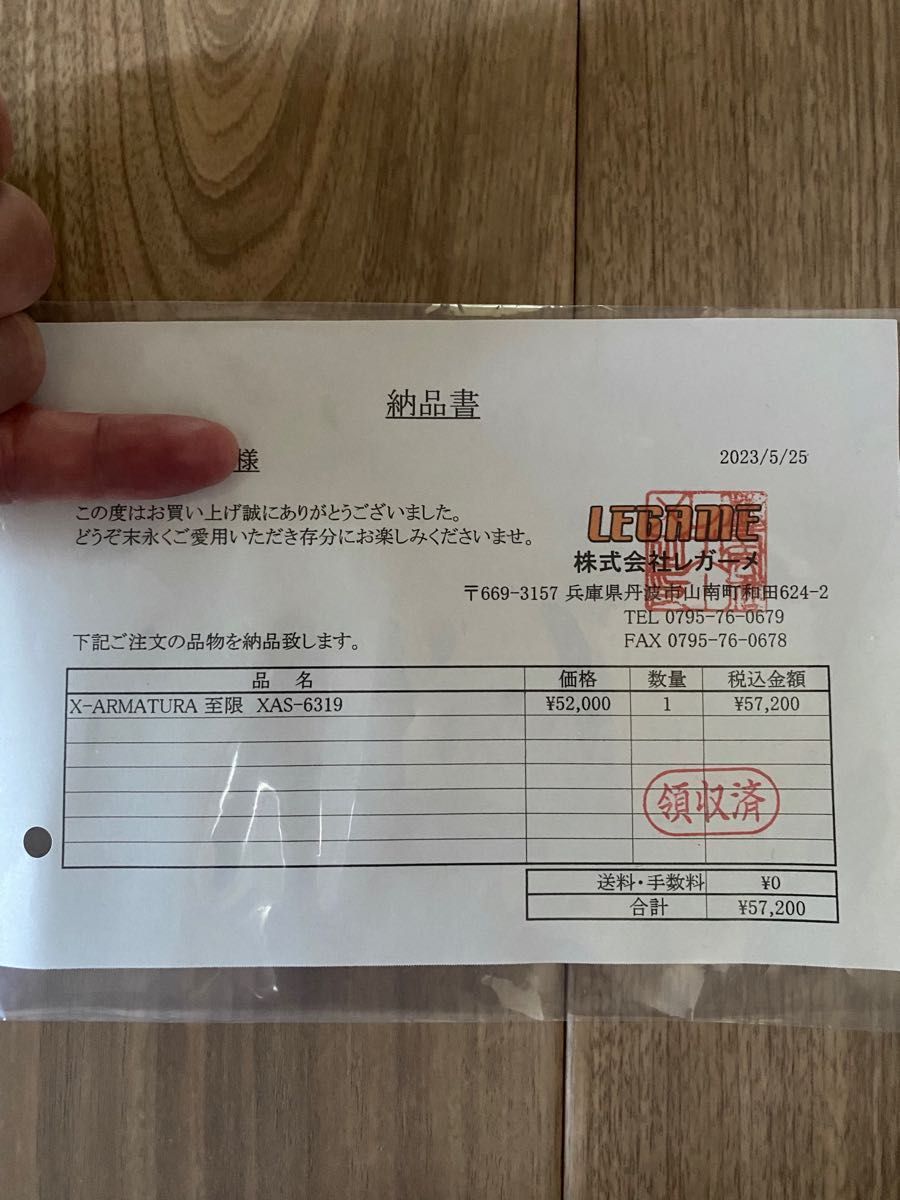 納品書
様
2023/5/25
この度はお買い上げ誠にありがとうございました。
どうぞ末永くご愛用いただき存分にお楽しみくださいませ。
LEGAME
株式会社レガーメ
〒669-3157 兵庫県丹波市山南町和田624-2
TEL 0795-76-0679
FAX 0795-76-0678
下記ご注文の品物を納品致します。
品 名 価格 数量 税込金額
X-ARMATURA 至限 XAS-6319 ¥52,000 1 ¥57,200
領収済
送料・手数料 ¥0
合計 ¥57,200